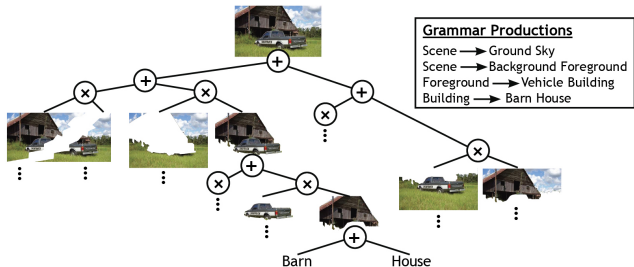 Grammar Productions
Scene → Ground Sky
Scene → Background Foreground
Foreground → Vehicle Building
Building → Barn House
+
+
×
×
+
×
×
+
×
×
+
Barn
House